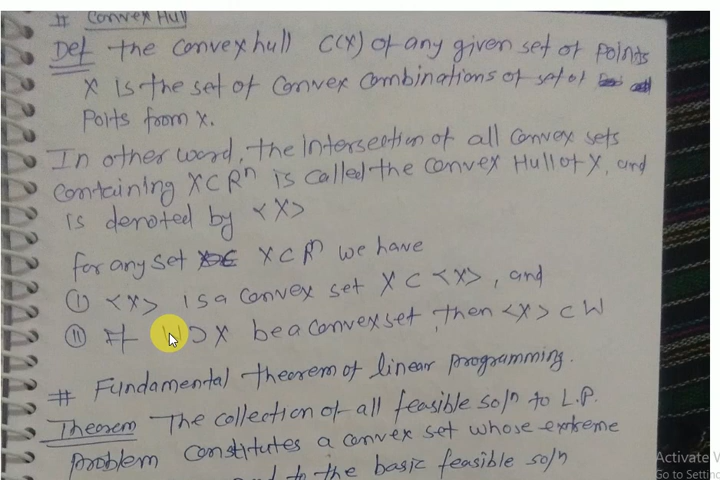 # Convex Hull
Def the Convex hull C(X) of any given set of Points
X is the set of Convex Combinations of set of
Poits from X.
In other word, the Intersection of all Convex sets
Containing X⊂Rⁿ is called the Convex Hull of X, and
is denoted by <X>
for any set X⊂Rⁿ we have
(i) <X> is a Convex set X⊂<X>, and
(ii) If W⊃X be a Convex set, then <X>⊂W
# Fundamental theorem of linear programming.
Theorem The collection of all feasible solⁿ to L.P.
Problem Constitutes a convex set whose extreme
to the basic feasible solⁿ
Activate
Go to Setting